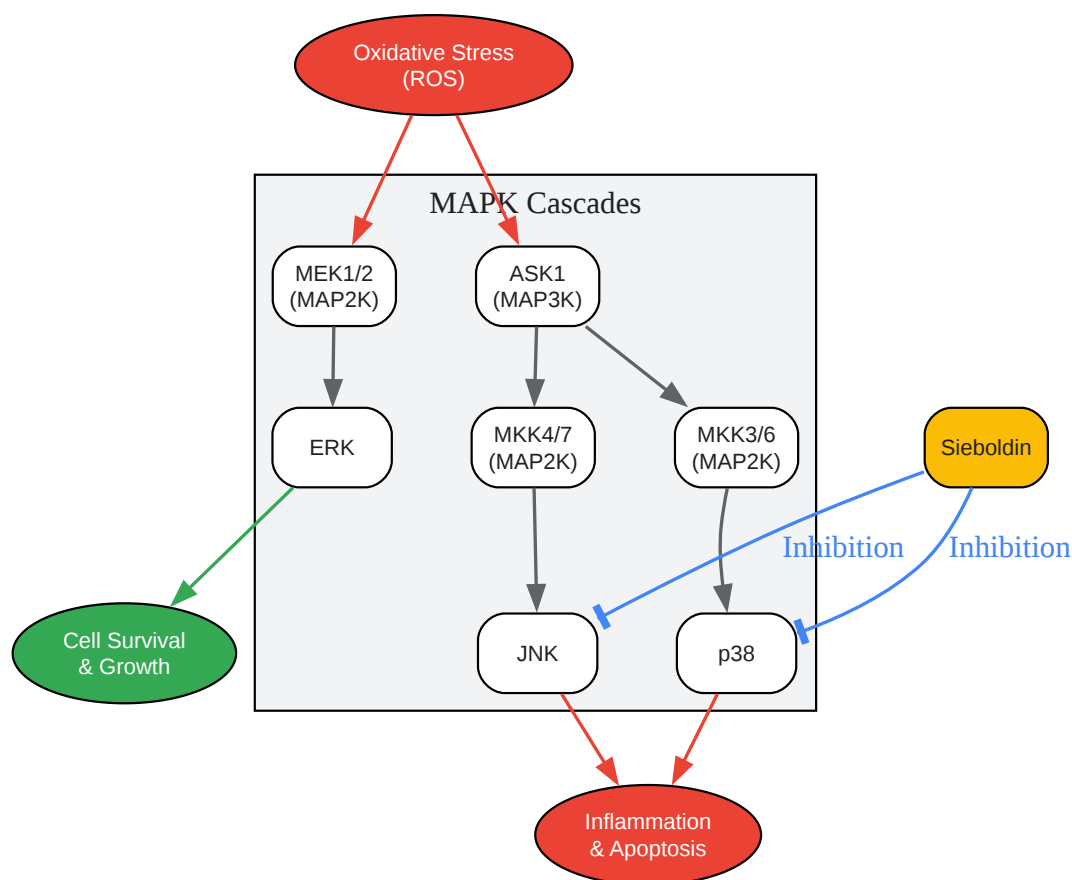 Oxidative Stress
(ROS)
MAPK Cascades
MEK1/2
(MAP2K)
ASK1
(MAP3K)
ERK
MKK4/7
(MAP2K)
MKK3/6
(MAP2K)
Sieboldin
Inhibition
Inhibition
Cell Survival
& Growth
JNK
p38
Inflammation
& Apoptosis